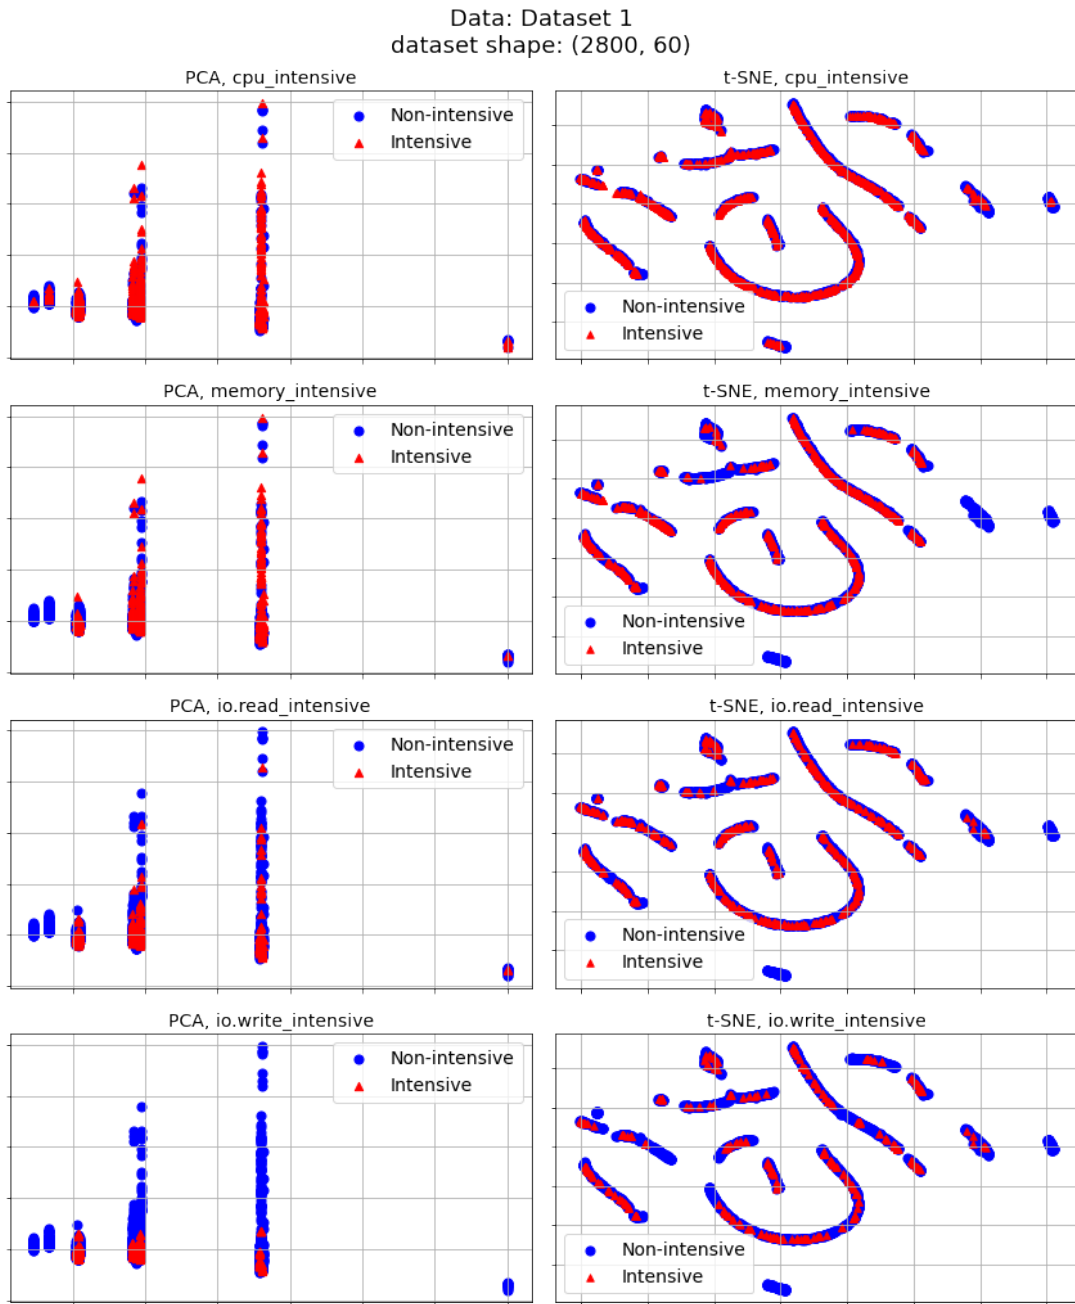 Data: Dataset 1
dataset shape: (2800, 60)
PCA, cpu_intensive
Non-intensive
Intensive
t-SNE, cpu_intensive
Non-intensive
Intensive
PCA, memory_intensive
Non-intensive
Intensive
t-SNE, memory_intensive
Non-intensive
Intensive
PCA, io.read_intensive
Non-intensive
Intensive
t-SNE, io.read_intensive
Non-intensive
Intensive
PCA, io.write_intensive
Non-intensive
Intensive
t-SNE, io.write_intensive
Non-intensive
Intensive